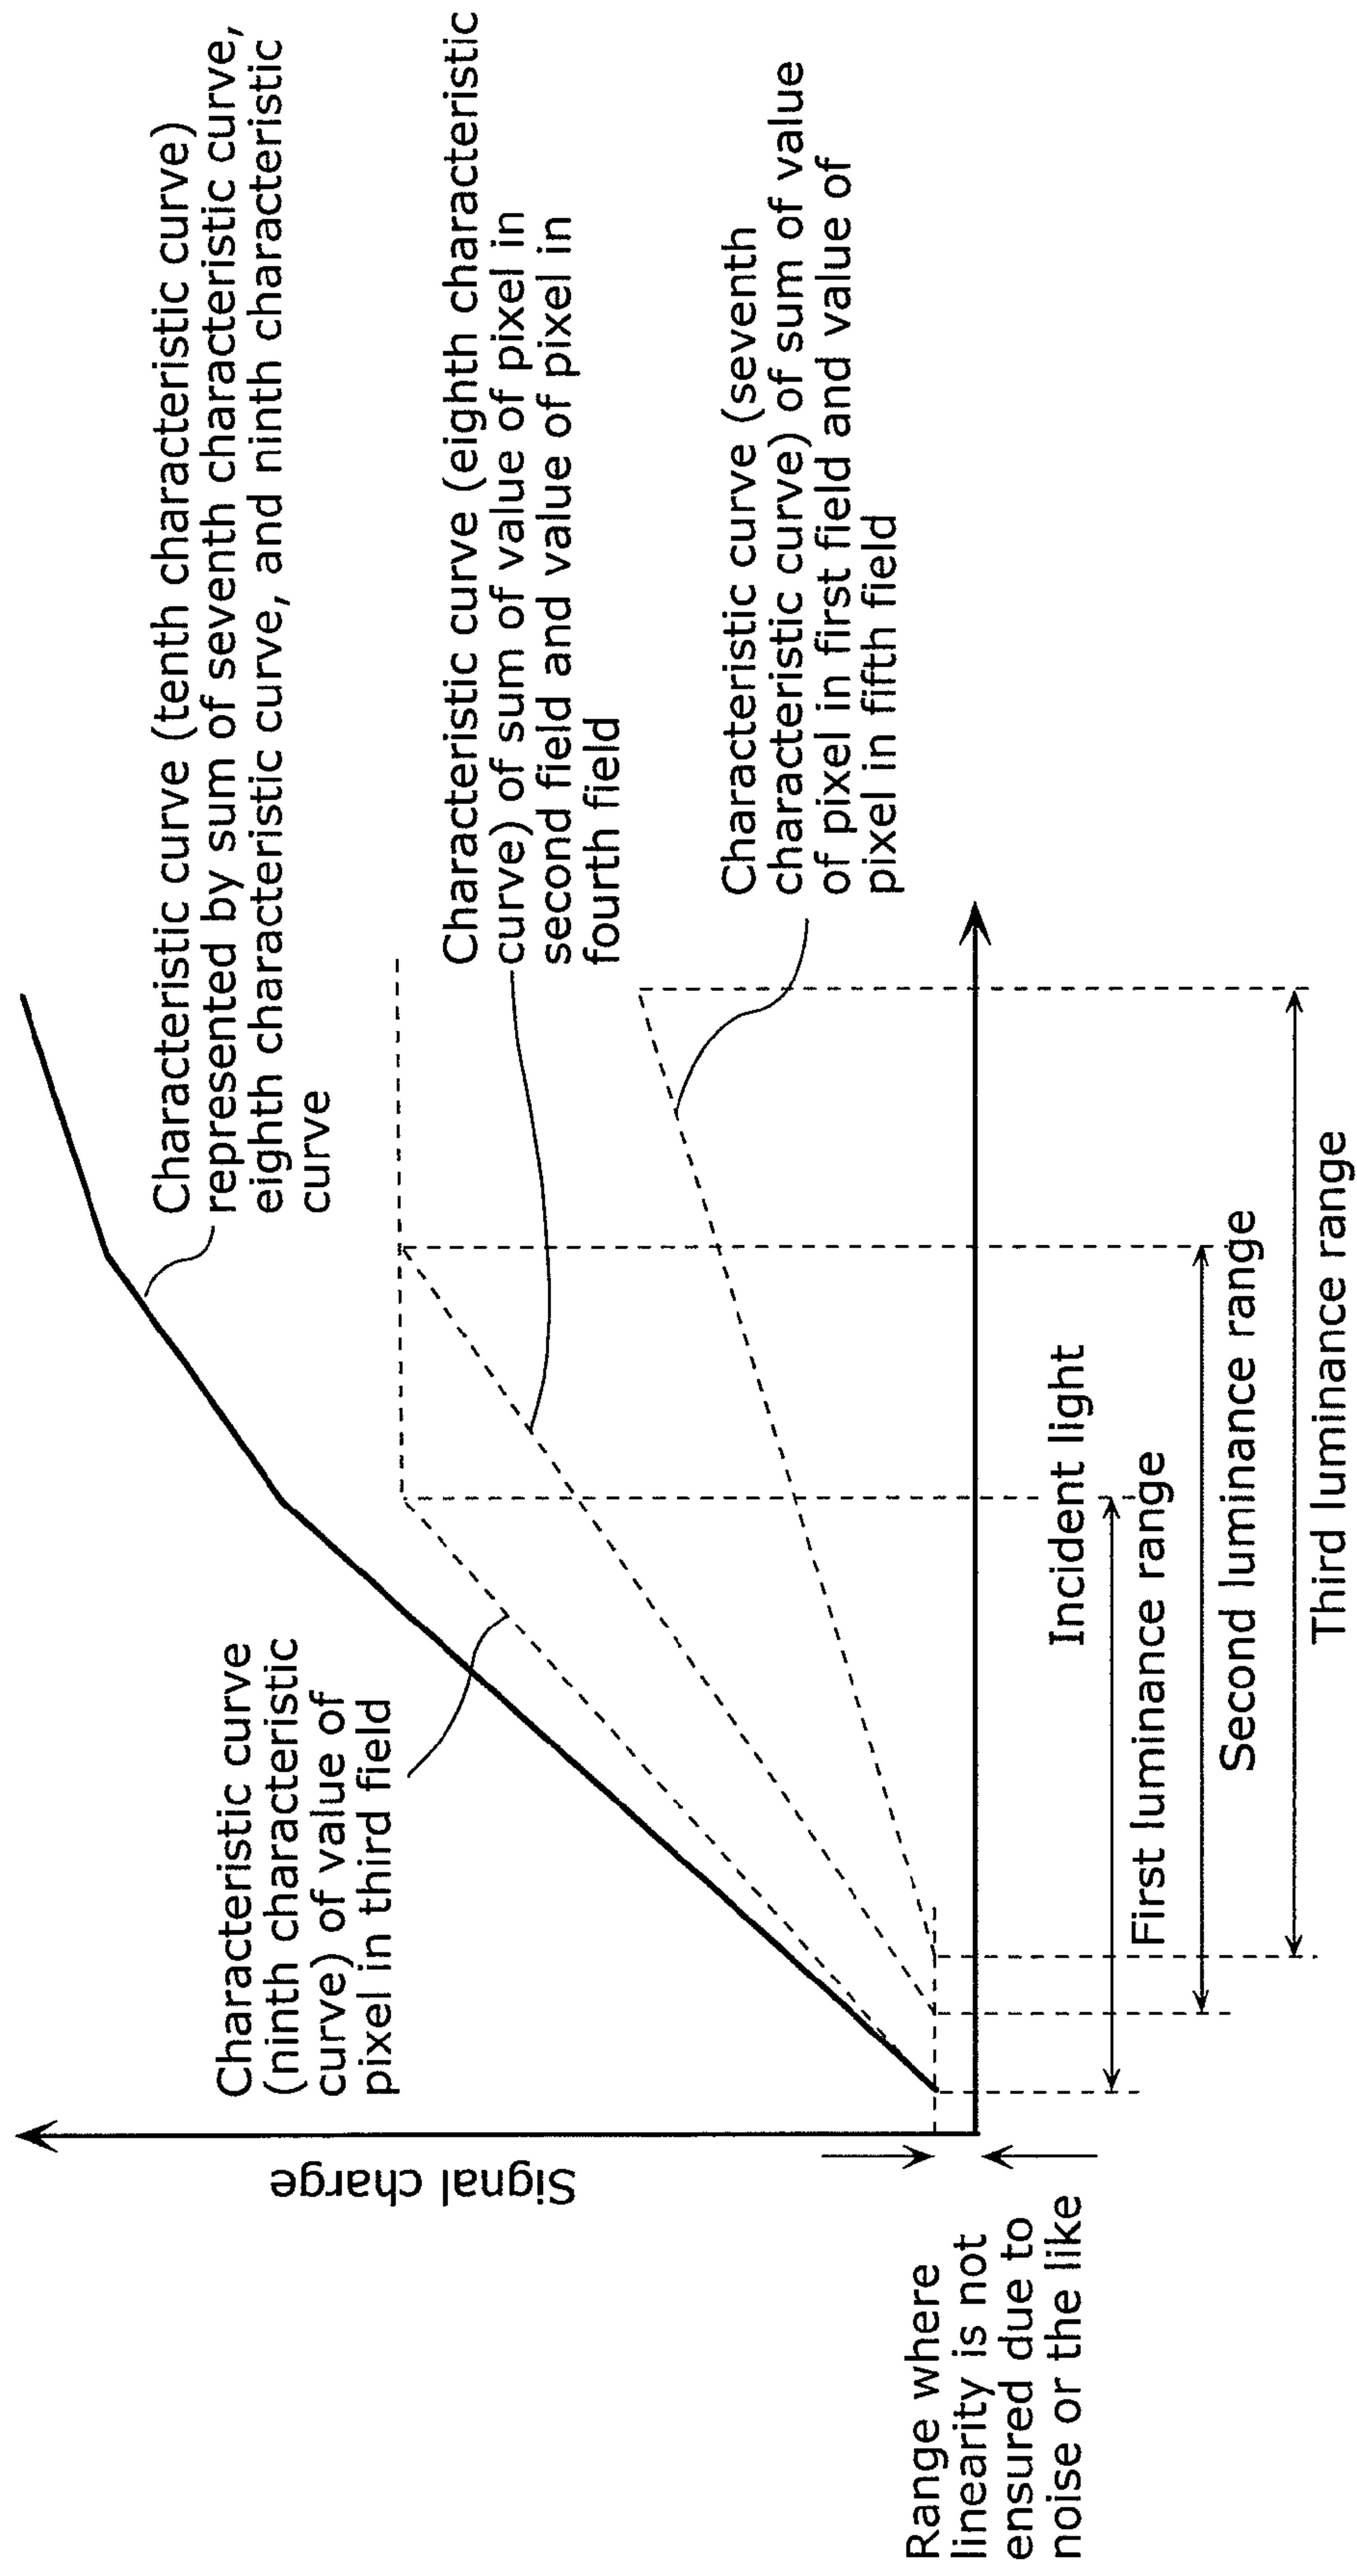 Signal charge
Characteristic curve
(ninth characteristic
curve) of value of
pixel in third field
Characteristic curve (tenth characteristic curve)
represented by sum of seventh characteristic curve,
eighth characteristic curve, and ninth characteristic
curve
Characteristic curve (eighth characteristic
curve) of sum of value of pixel in
second field and value of pixel in
fourth field
Characteristic curve (seventh
characteristic curve) of sum of value
of pixel in first field and value of
pixel in fifth field
Range where
linearity is not
ensured due to
noise or the like
Incident light
First luminance range
Second luminance range
Third luminance range